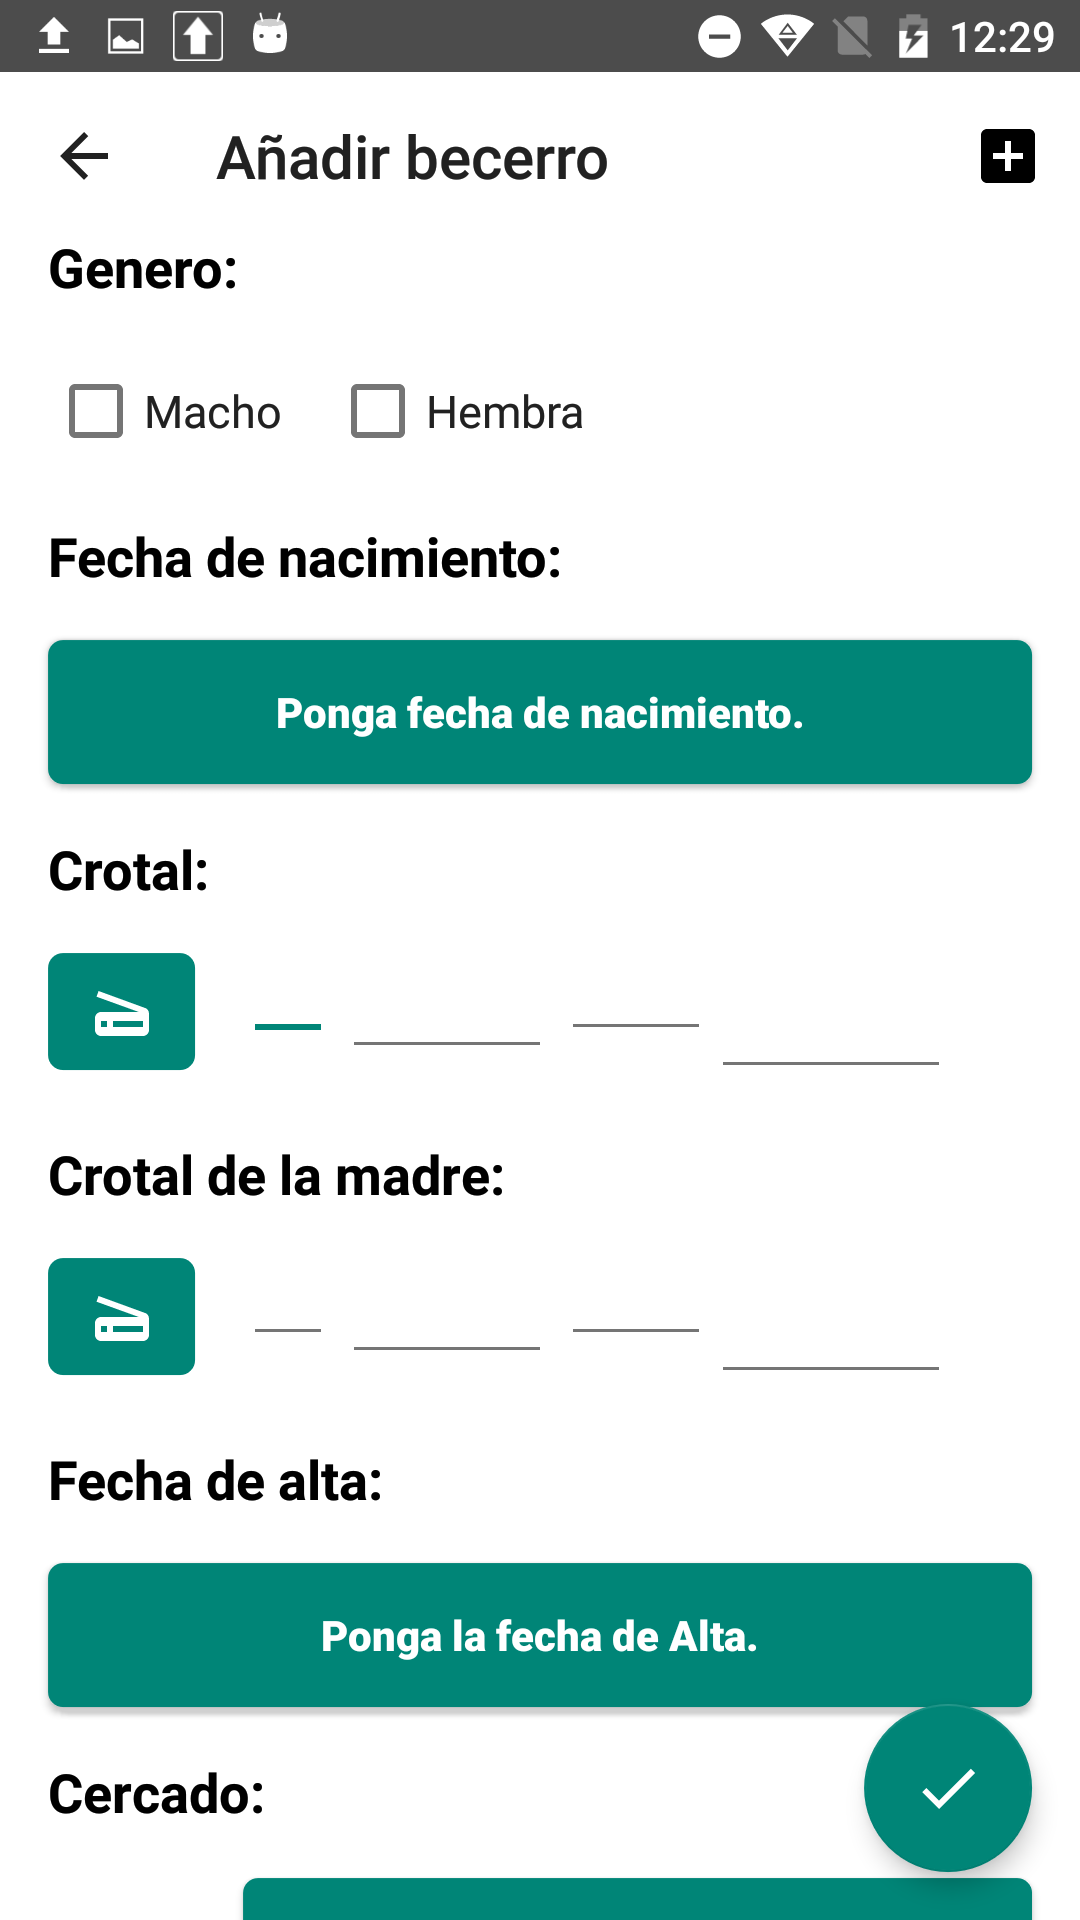 12:29
Añadir becerro
Genero:
Macho Hembra
Fecha de nacimiento:
Ponga fecha de nacimiento.
Crotal:
Crotal de la madre:
Fecha de alta:
Ponga la fecha de Alta.
Cercado: